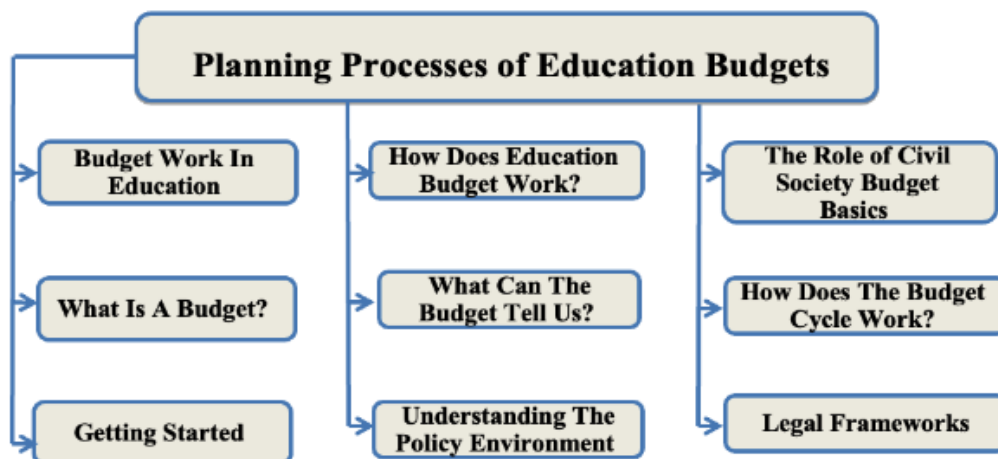 Planning Processes of Education Budgets
Budget Work In
Education
How Does Education
Budget Work?
The Role of Civil
Society Budget
Basics
What Is A Budget?
What Can The
Budget Tell Us?
How Does The Budget
Cycle Work?
Getting Started
Understanding The
Policy Environment
Legal Frameworks